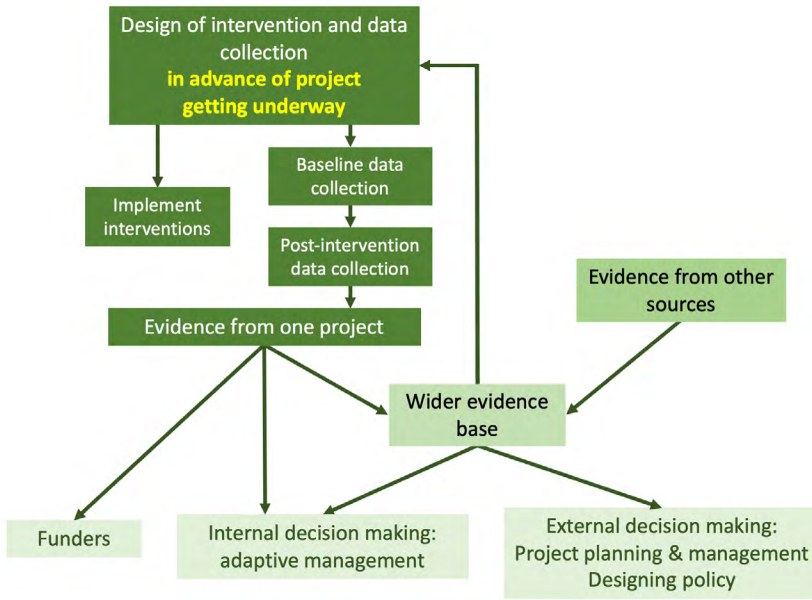 Design of intervention and data
collection
in advance of project
getting underway
Baseline data
collection
Implement
interventions
Post-intervention
data collection
Evidence from other
sources
Evidence from one project
Wider evidence
base
Funders
Internal decision making:
adaptive management
External decision making:
Project planning & management
Designing policy